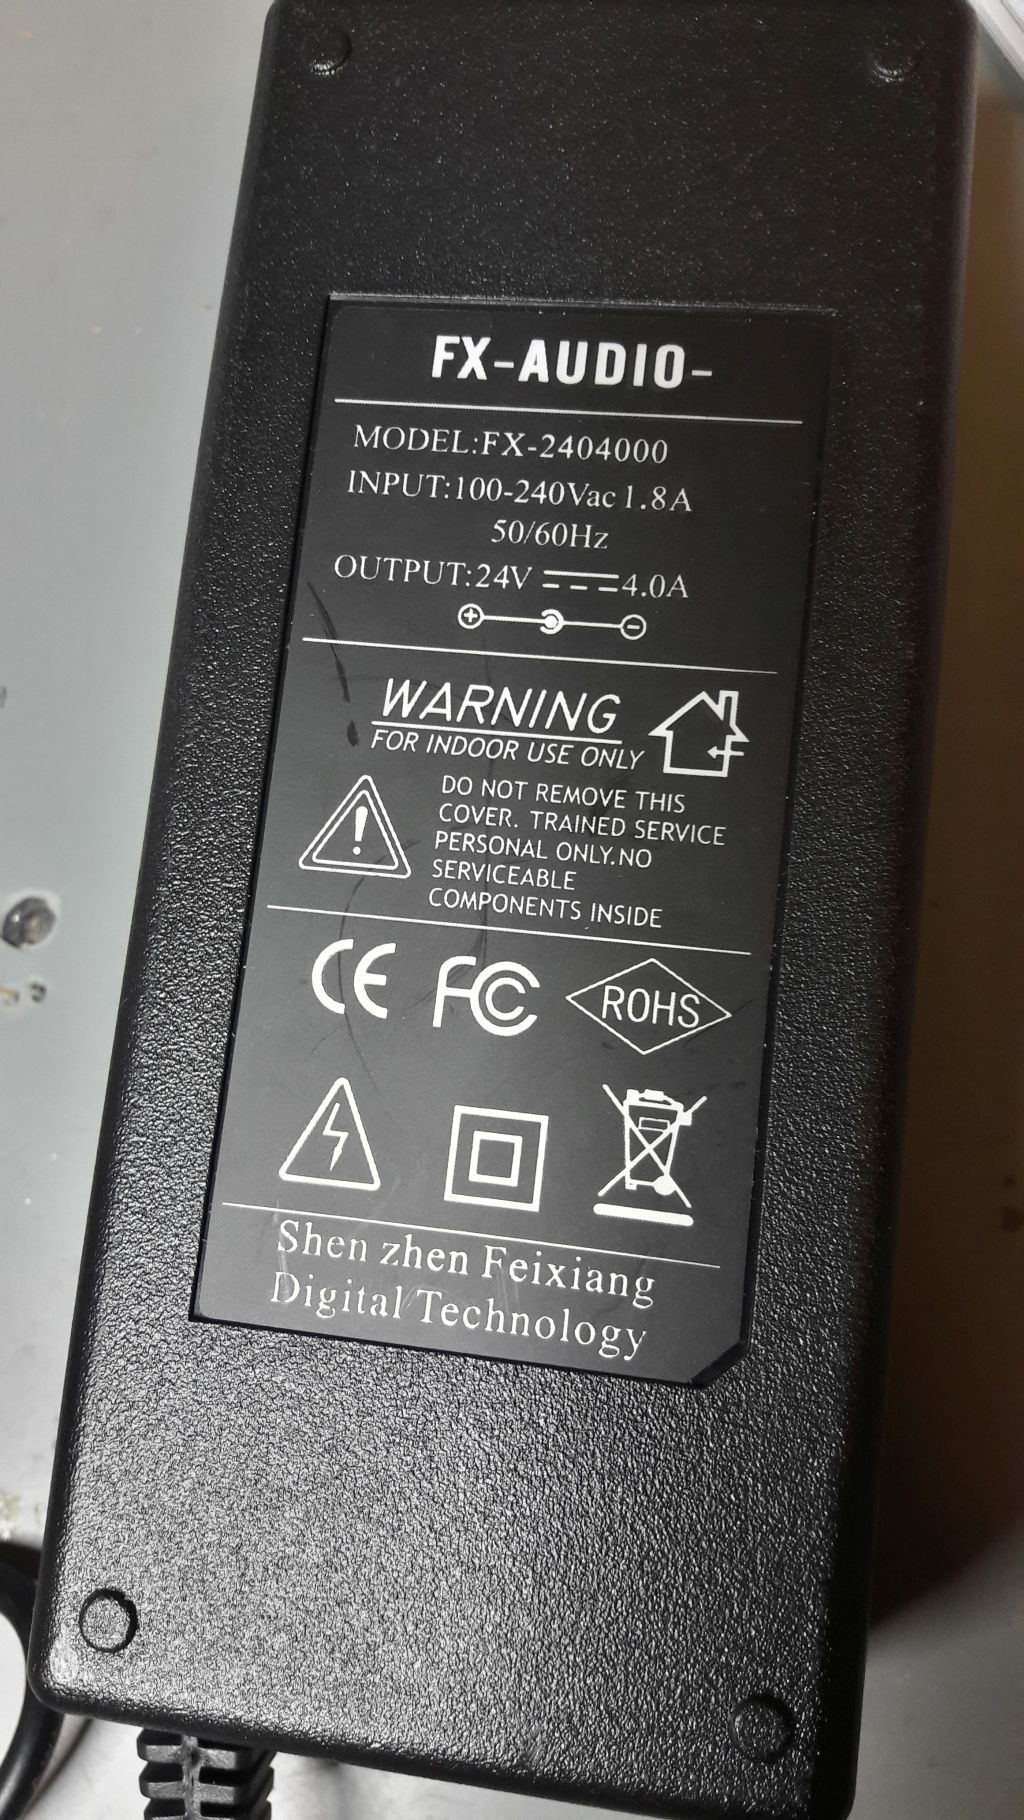 FX-AUDIO-
MODEL:FX-2404000
INPUT:100-240Vac 1.8A
50/60Hz
OUTPUT:24V 4.0A
WARNING
FOR INDOOR USE ONLY
DO NOT REMOVE THIS
COVER. TRAINED SERVICE
PERSONAL ONLY.NO
SERVICEABLE
COMPONENTS INSIDE
CE FC ROHS
Shen zhen Feixiang
Digital Technology